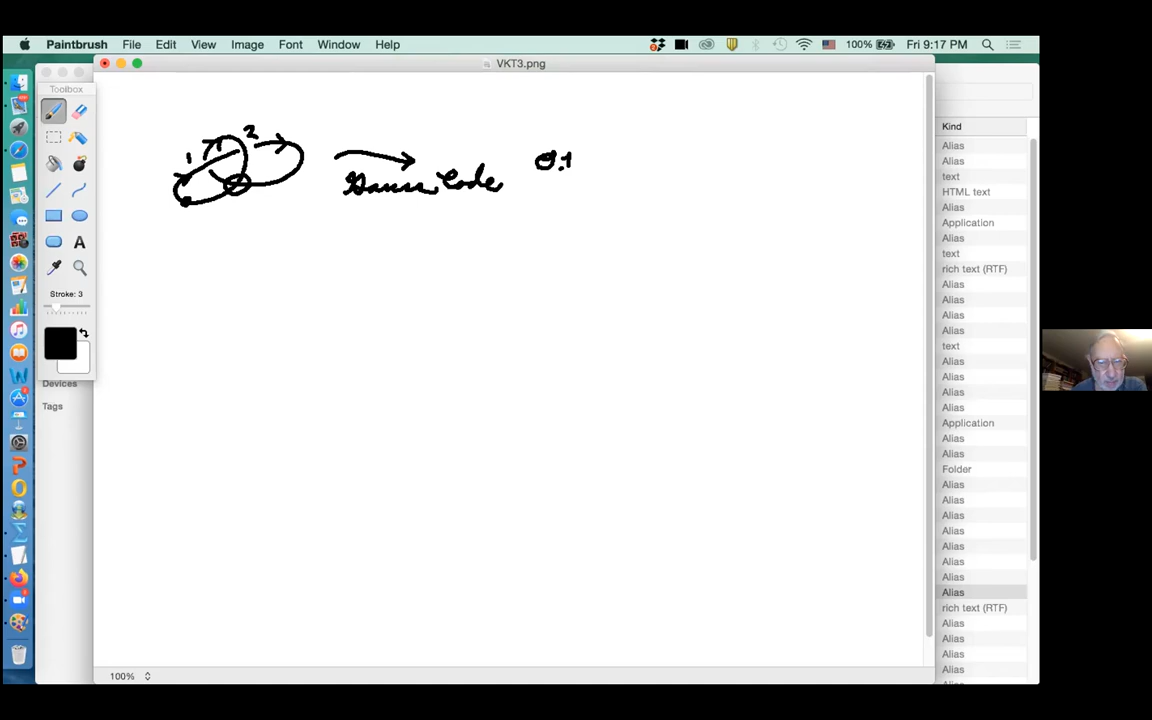 Paintbrush File Edit View Image Font Window Help 100% Fri 9:17 PM
VKT3.png
Toolbox
Kind
Alias
Alias
1 2 Gauss Code
text
HTML text
Alias
Application
Alias
text
rich text (RTF)
Alias
Stroke: 3
Alias
Alias
Alias
text
Alias
Alias
Devices
Alias
Tags
Alias
Application
Alias
Alias
Folder
Alias
Alias
Alias
Alias
Alias
Alias
Alias
Alias
rich text (RTF)
Alias
Alias
Alias
Alias
100%